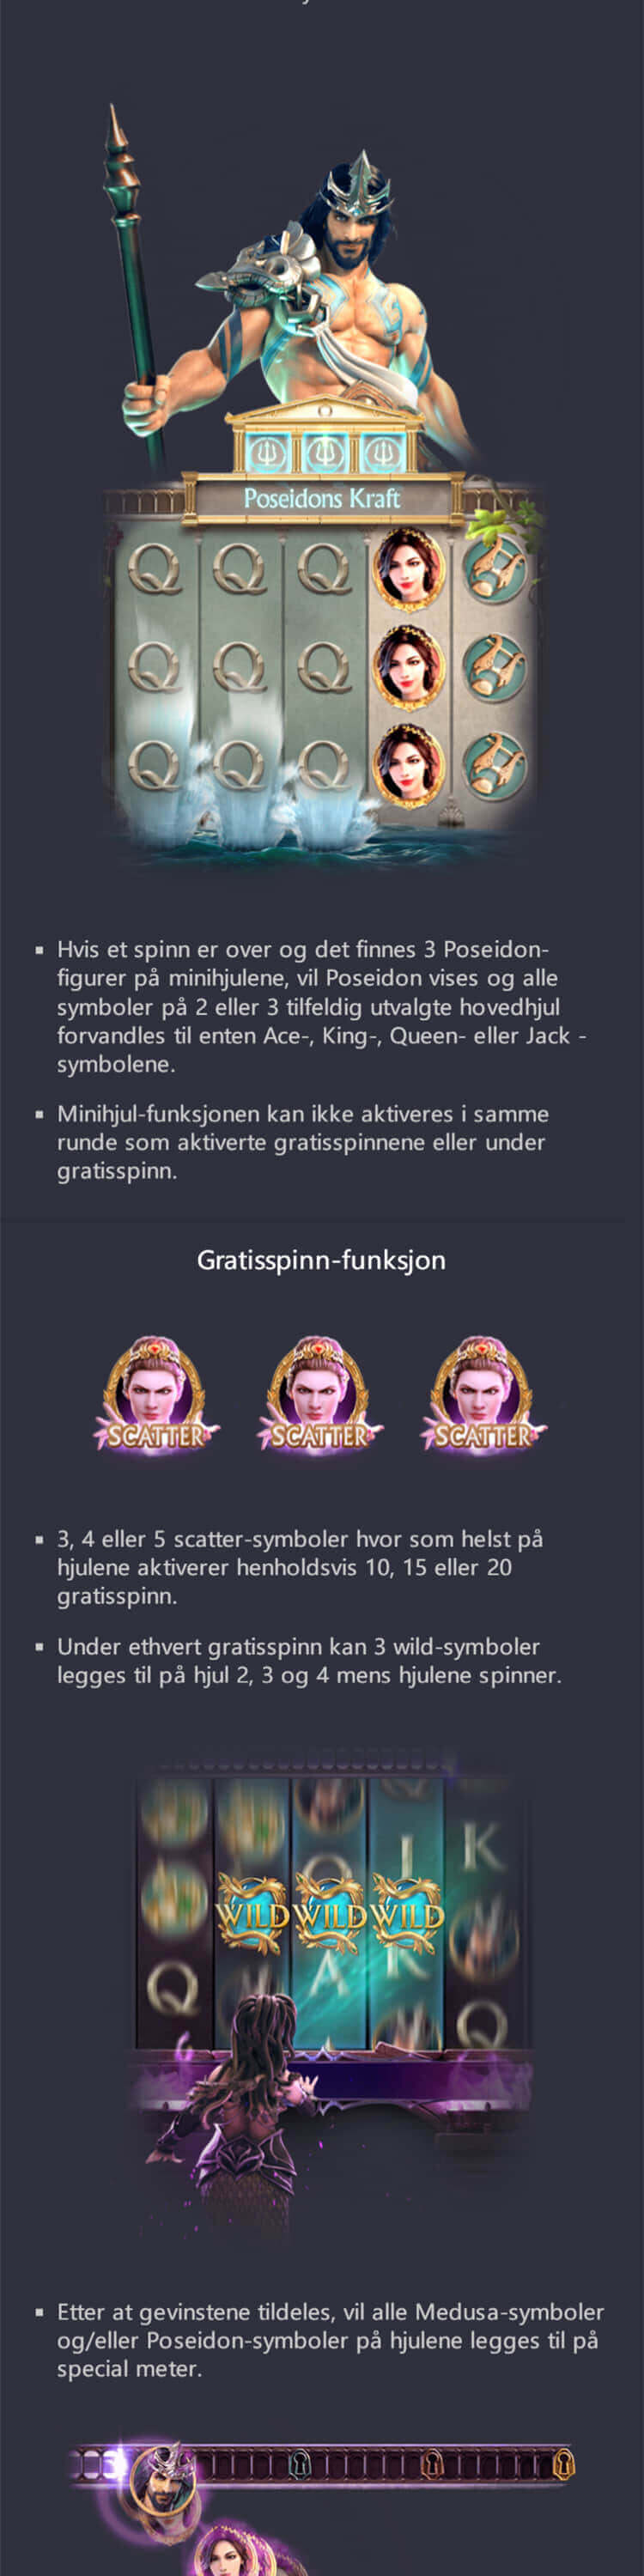 Poseidons Kraft
Q Q Q
Q Q Q
Q Q Q
▪ Hvis et spinn er over og det finnes 3 Poseidon-
figurer på minihjulene, vil Poseidon vises og alle
symboler på 2 eller 3 tilfeldig utvalgte hovedhjul
forvandles til enten Ace-, King-, Queen- eller Jack -
symbolene.
▪ Minihjul-funksjonen kan ikke aktiveres i samme
runde som aktiverte gratisspinnene eller under
gratisspinn.
Gratisspinn-funksjon
SCATTER SCATTER SCATTER
▪ 3, 4 eller 5 scatter-symboler hvor som helst på
hjulene aktiverer henholdsvis 10, 15 eller 20
gratisspinn.
▪ Under ethvert gratisspinn kan 3 wild-symboler
legges til på hjul 2, 3 og 4 mens hjulene spinner.
J K
WILD WILD WILD
Q A K Q
▪ Etter at gevinstene tildeles, vil alle Medusa-symboler
og/eller Poseidon-symboler på hjulene legges til på
special meter.